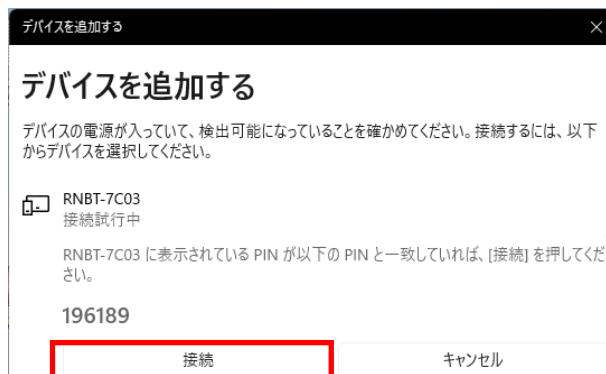 デバイスを追加する
デバイスを追加する
デバイスの電源が入っていて、検出可能になっていることを確かめてください。接続するには、以下
からデバイスを選択してください。
RNBT-7C03
接続試行中
RNBT-7C03 に表示されている PIN が以下の PIN と一致していれば、[接続] を押してくだ
さい。
196189
接続
キャンセル